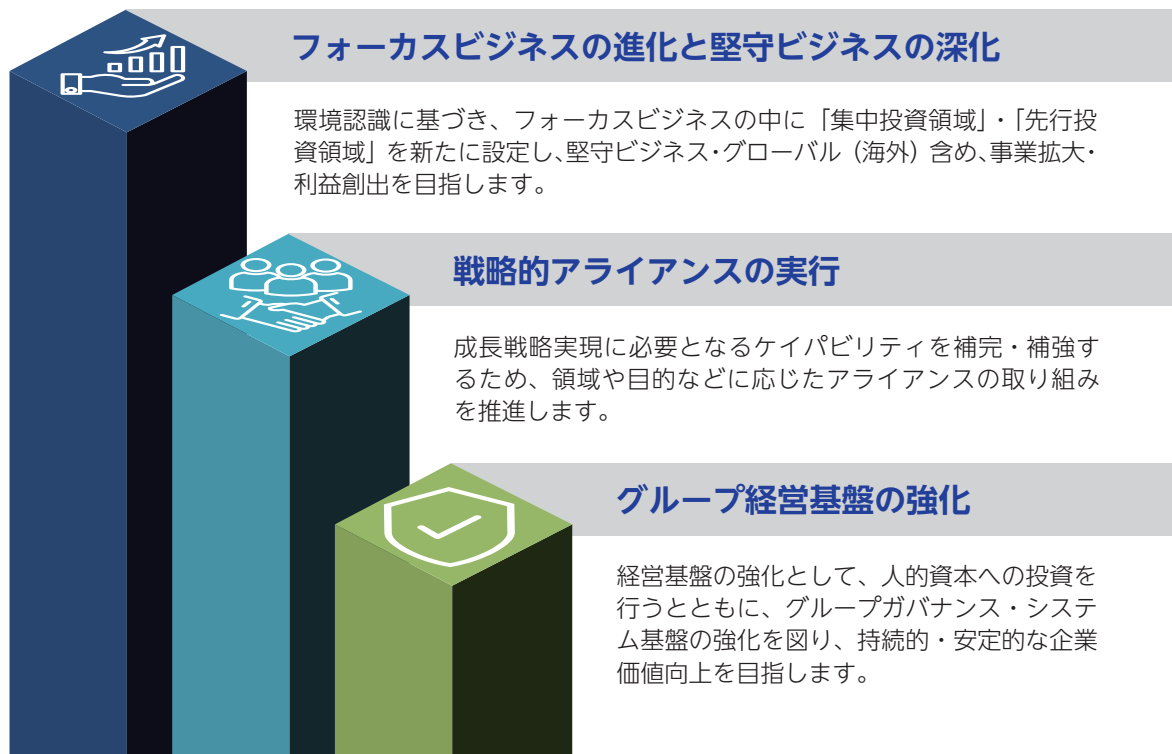 フォーカスビジネスの進化と堅守ビジネスの深化
環境認識に基づき、フォーカスビジネスの中に「集中投資領域」・「先行投
資領域」を新たに設定し、堅守ビジネス・グローバル（海外）含め、事業拡大・
利益創出を目指します。
戦略的アライアンスの実行
成長戦略実現に必要となるケイパビリティを補完・補強す
るため、領域や目的などに応じたアライアンスの取り組み
を推進します。
グループ経営基盤の強化
経営基盤の強化として、人的資本への投資を
行うとともに、グループガバナンス・システ
ム基盤の強化を図り、持続的・安定的な企業
価値向上を目指します。